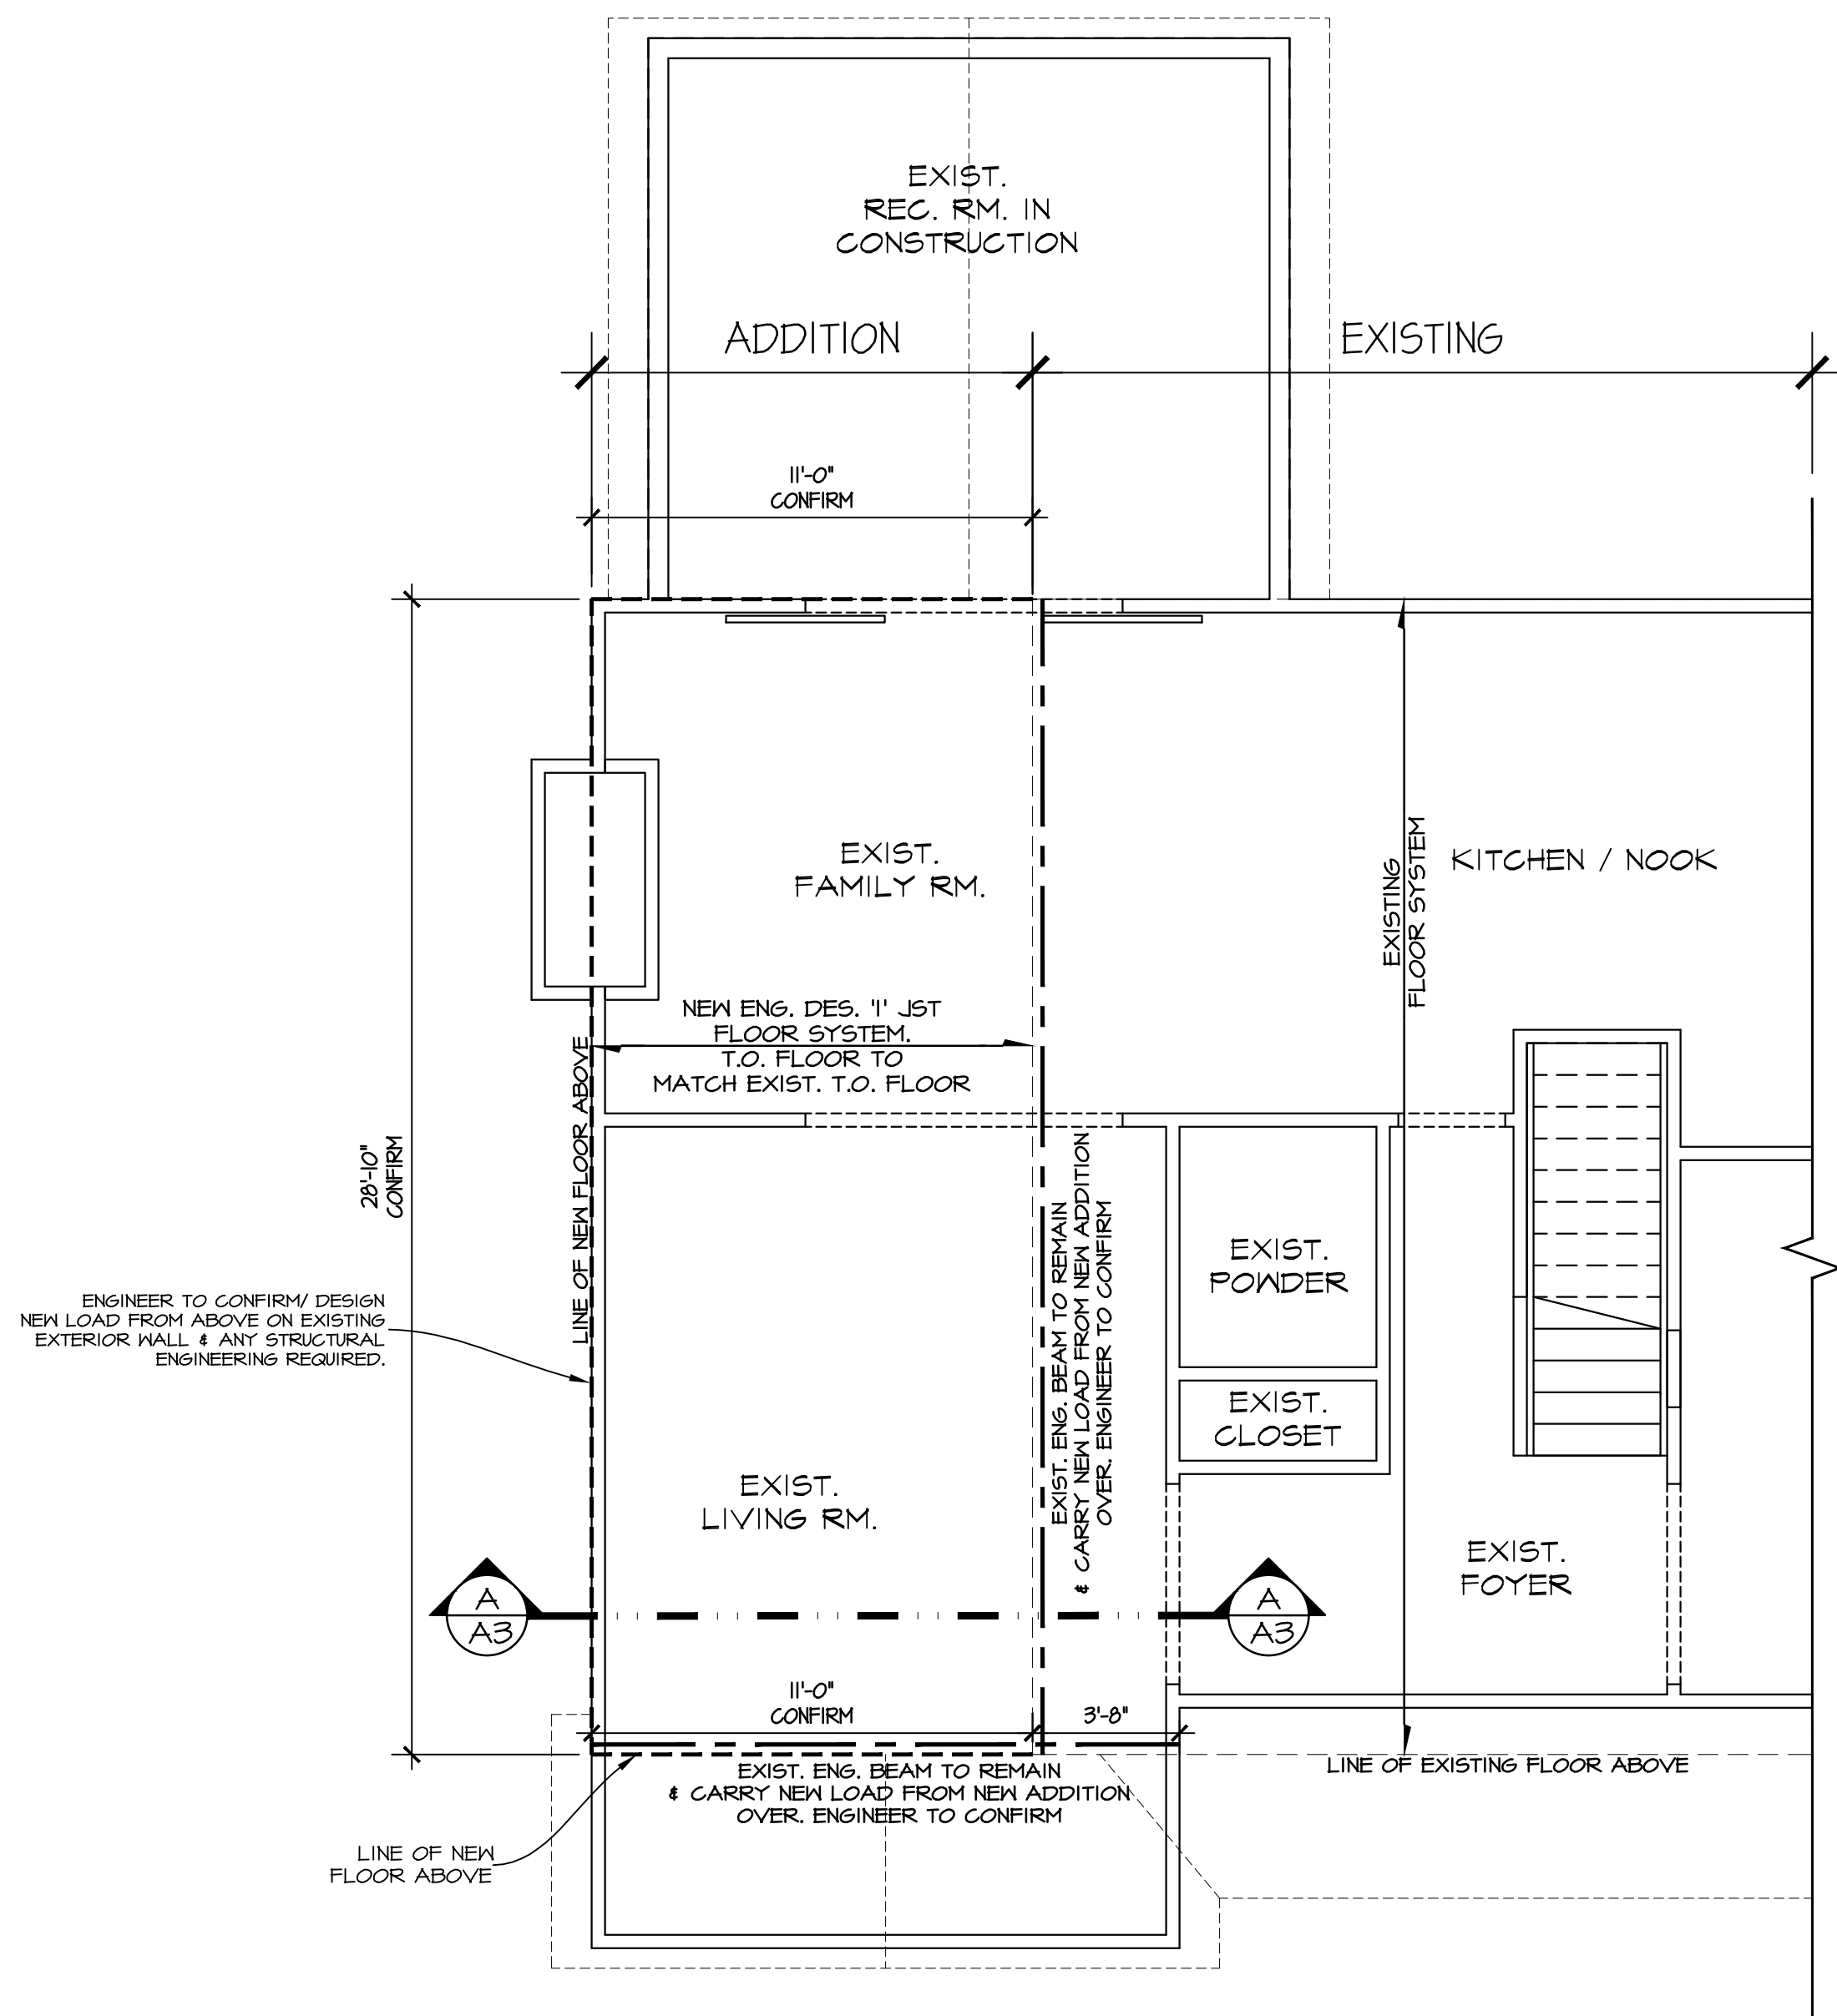 EXIST.
REC. RM. IN
CONSTRUCTION
ADDITION
EXISTING
11'-0"
CONFIRM
EXIST.
FAMILY RM.
KITCHEN / NOOK
EXISTING
FLOOR SYSTEM
NEW ENG. DES. 'I' JST
FLOOR SYSTEM.
T.O. FLOOR TO
MATCH EXIST. T.O. FLOOR
LINE OF NEW FLOOR ABOVE
28'-10"
CONFIRM
EXIST. ENG. BEAM TO REMAIN
& CARRY NEW LOAD FROM NEW ADDITION
OVER. ENGINEER TO CONFIRM
EXIST.
POWDER
ENGINEER TO CONFIRM/ DESIGN
NEW LOAD FROM ABOVE ON EXISTING
EXTERIOR WALL & ANY STRUCTURAL
ENGINEERING REQUIRED.
EXIST.
CLOSET
EXIST.
LIVING RM.
EXIST.
FOYER
A
A3
A
A3
11'-0"
CONFIRM
3'-8"
EXIST. ENG. BEAM TO REMAIN
& CARRY NEW LOAD FROM NEW ADDITION
OVER. ENGINEER TO CONFIRM
LINE OF EXISTING FLOOR ABOVE
LINE OF NEW
FLOOR ABOVE